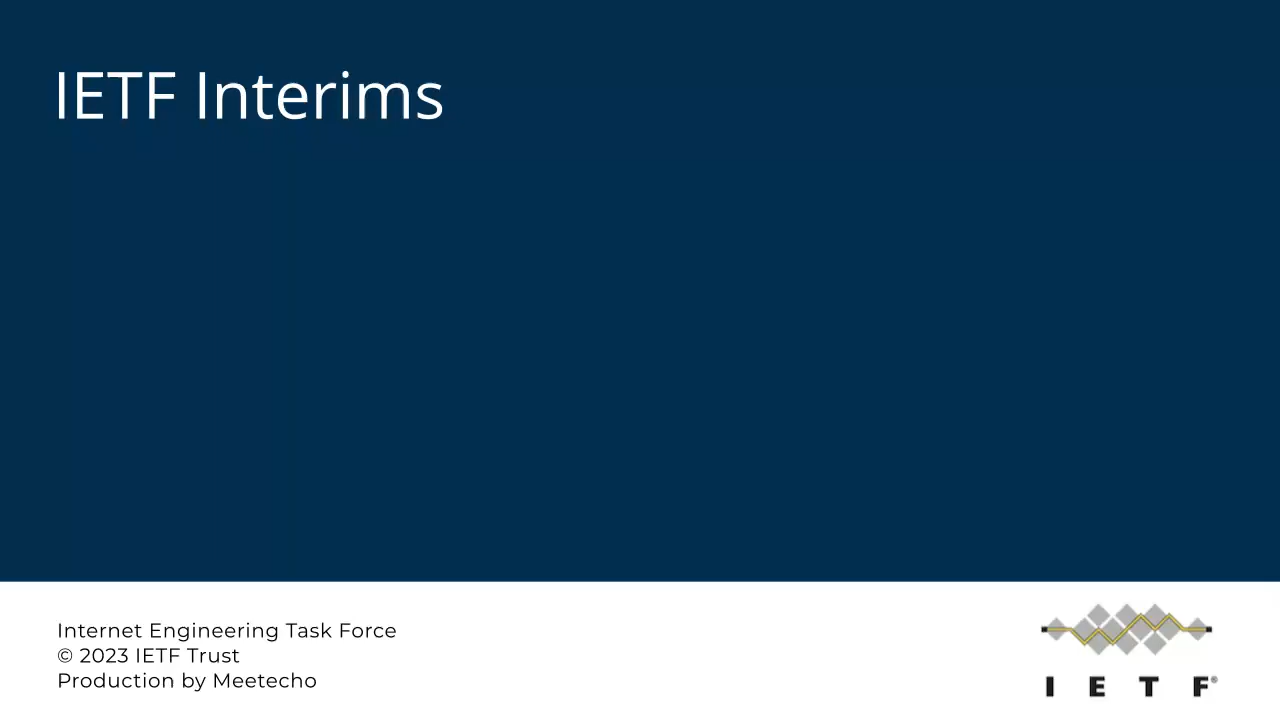 IETF Interims
Internet Engineering Task Force
© 2023 IETF Trust
Production by Meetecho
I E T F®